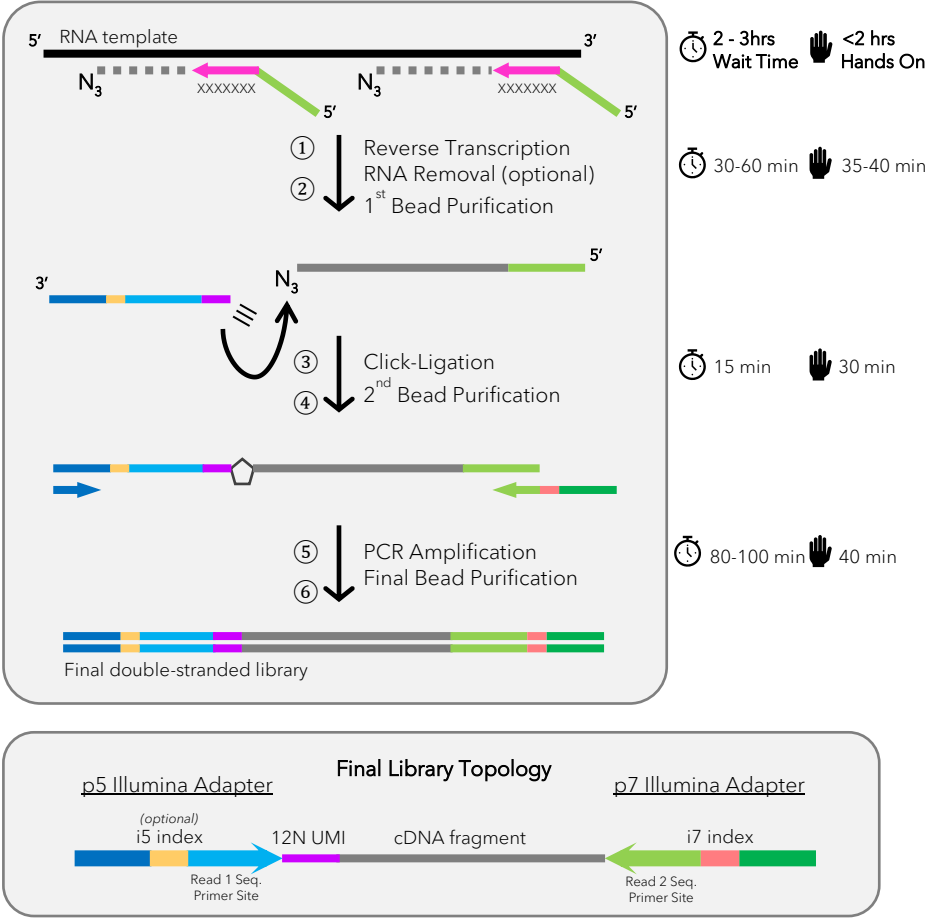 5’ RNA template 3’
2 - 3hrs <2 hrs
Wait Time Hands On
N3 XXXXXXX 5’ N3 XXXXXXX 5’
① Reverse Transcription
RNA Removal (optional)
② 1st Bead Purification
30-60 min 35-40 min
5’
3’ N3
③ Click-Ligation
④ 2nd Bead Purification
15 min 30 min
⑤ PCR Amplification
⑥ Final Bead Purification
80-100 min 40 min
Final double-stranded library
Final Library Topology
p5 Illumina Adapter p7 Illumina Adapter
(optional)
i5 index 12N UMI cDNA fragment i7 index
Read 1 Seq. Read 2 Seq.
Primer Site Primer Site